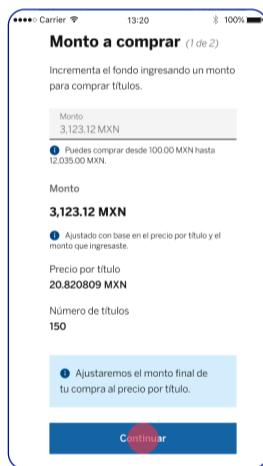 Carrier 13:20 100%
Monto a comprar (1 de 2)
Incrementa el fondo ingresando un monto
para comprar títulos.
Monto
3,123.12 MXN
Puedes comprar desde 100.00 MXN hasta
12,035.00 MXN.
Monto
3,123.12 MXN
Ajustado con base en el precio por título y el
monto que ingresaste.
Precio por título
20.820809 MXN
Número de títulos
150
Ajustaremos el monto final de
tu compra al precio por título.
Continuar